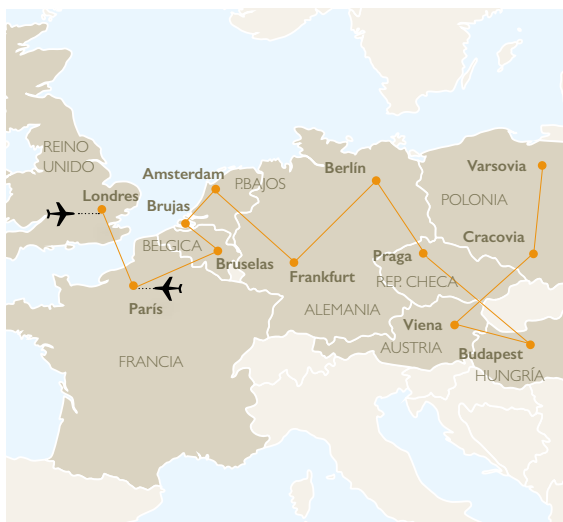 REINO
UNIDO
Londres
Amsterdam
P.BAJOS
Brujas
BELGICA
Bruselas
Berlín
Varsovia
POLONIA
Cracovia
Praga
REP. CHECA
Frankfurt
ALEMANIA
París
FRANCIA
Viena
AUSTRIA
Budapest
HUNGRÍA